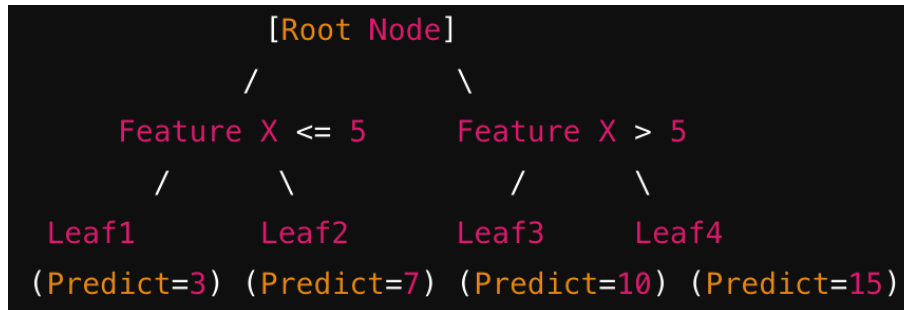 [Root Node]
/ \
Feature X <= 5 Feature X > 5
/ \ / \
Leaf1 Leaf2 Leaf3 Leaf4
(Predict=3) (Predict=7) (Predict=10) (Predict=15)